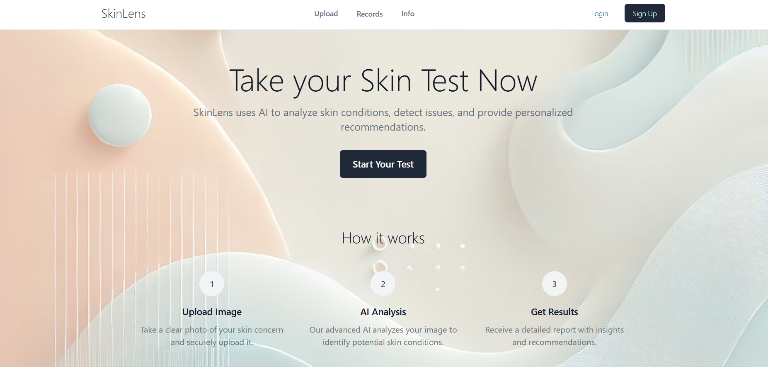 SkinLens
Upload Records Info
Login Sign Up
Take your Skin Test Now
SkinLens uses AI to analyze skin conditions, detect issues, and provide personalized
recommendations.
Start Your Test
How it works
1
Upload Image
Take a clear photo of your skin concern
and securely upload it.
2
AI Analysis
Our advanced AI analyzes your image to
identify potential skin conditions.
3
Get Results
Receive a detailed report with insights
and recommendations.